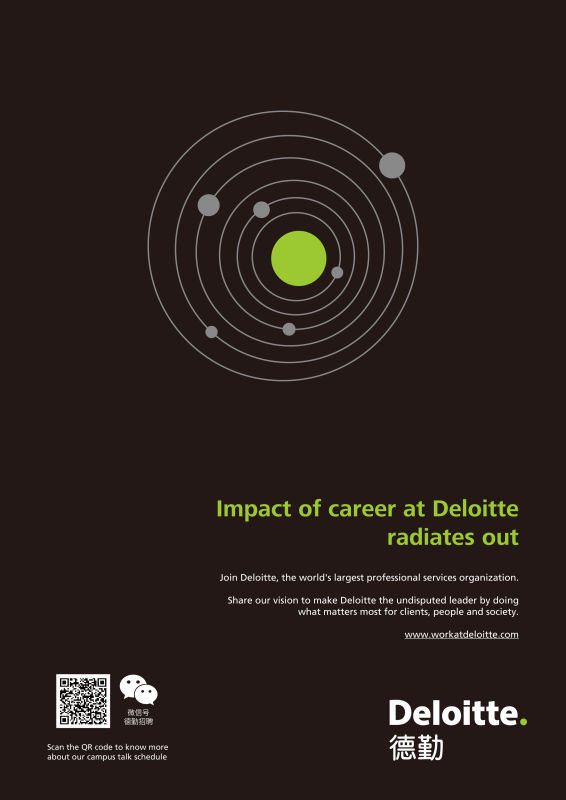 Impact of career at Deloitte
radiates out
Join Deloitte, the world's largest professional services organization.
Share our vision to make Deloitte the undisputed leader by doing
what matters most for clients, people and society.
www.workatdeloitte.com
微信号
德勤招聘
Scan the QR code to know more
about our campus talk schedule
Deloitte.
德勤